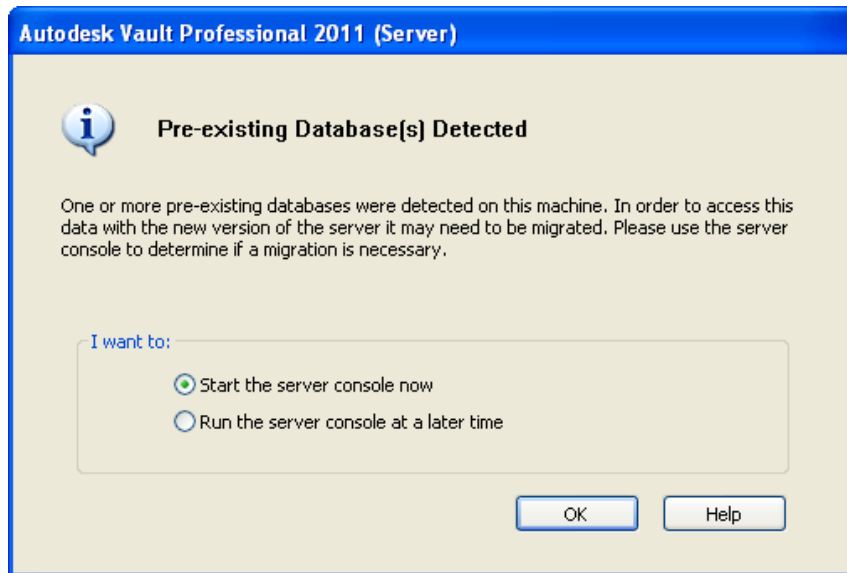 Autodesk Vault Professional 2011 (Server)
Pre-existing Database(s) Detected
One or more pre-existing databases were detected on this machine. In order to access this
data with the new version of the server it may need to be migrated. Please use the server
console to determine if a migration is necessary.
I want to:
Start the server console now
Run the server console at a later time
OK
Help